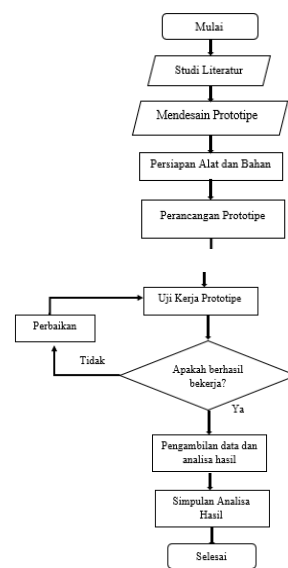 Mulai
Studi Literatur
Mendesain Prototipe
Persiapan Alat dan Bahan
Perancangan Prototipe
Uji Kerja Prototipe
Perbaikan
Tidak
Apakah berhasil
bekerja?
Ya
Pengambilan data dan
analisa hasil
Simpulan Analisa
Hasil
Selesai